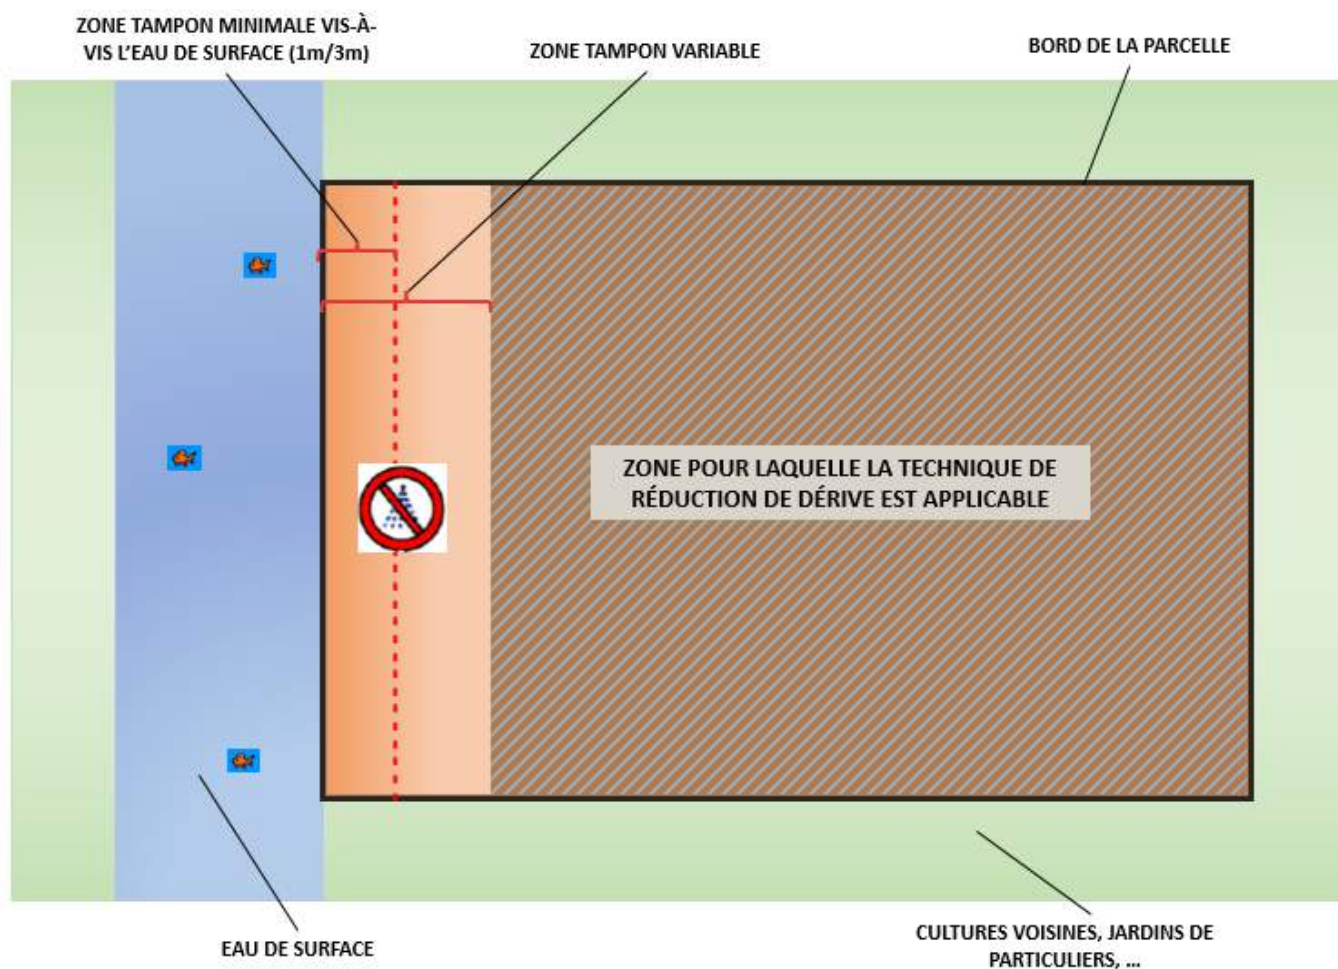 ZONE TAMPON MINIMALE VIS-À-
VIS L'EAU DE SURFACE (1m/3m)
ZONE TAMPON VARIABLE
BORD DE LA PARCELLE
ZONE POUR LAQUELLE LA TECHNIQUE DE
RÉDUCTION DE DÉRIVE EST APPLICABLE
EAU DE SURFACE
CULTURES VOISINES, JARDINS DE
PARTICULIERS, ...